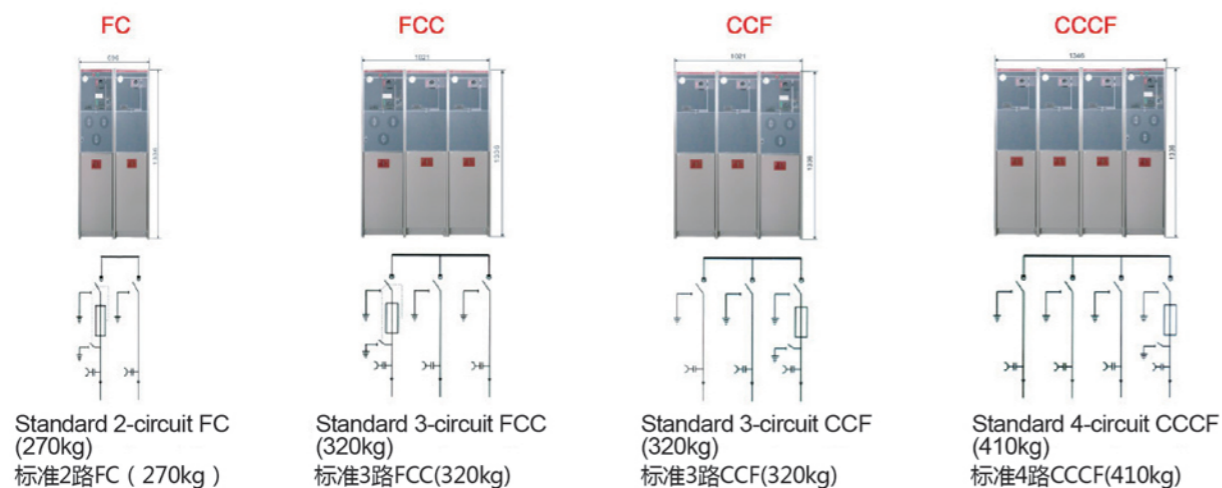 FC
FCC
CCF
CCCF
1021
1021
1346
1336
1336
1336
1336
Standard 2-circuit FC
(270kg)
标准2路FC（270kg）
Standard 3-circuit FCC
(320kg)
标准3路FCC(320kg)
Standard 3-circuit CCF
(320kg)
标准3路CCF(320kg)
Standard 4-circuit CCCF
(410kg)
标准4路CCCF(410kg)